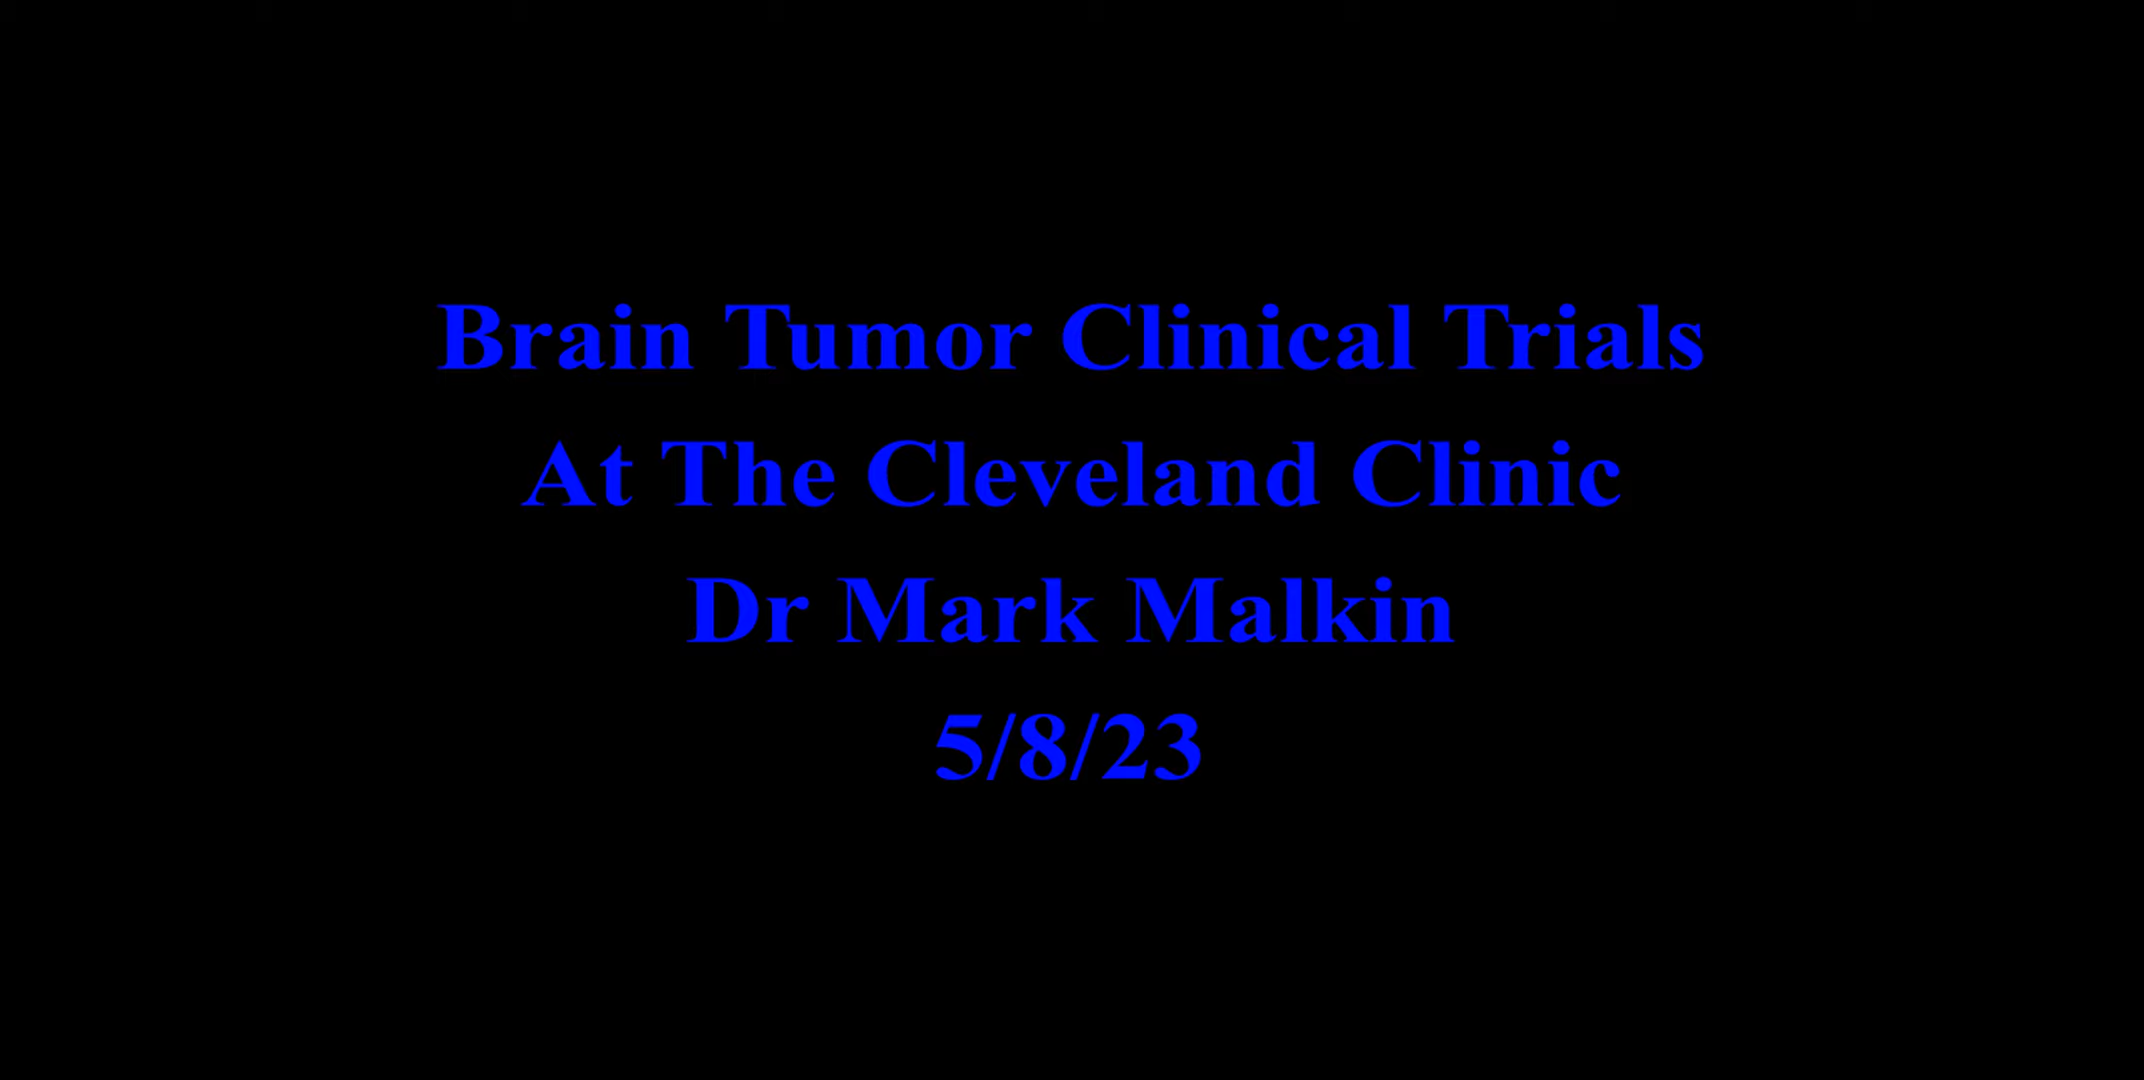 Brain Tumor Clinical Trials
At The Cleveland Clinic
Dr Mark Malkin
5/8/23